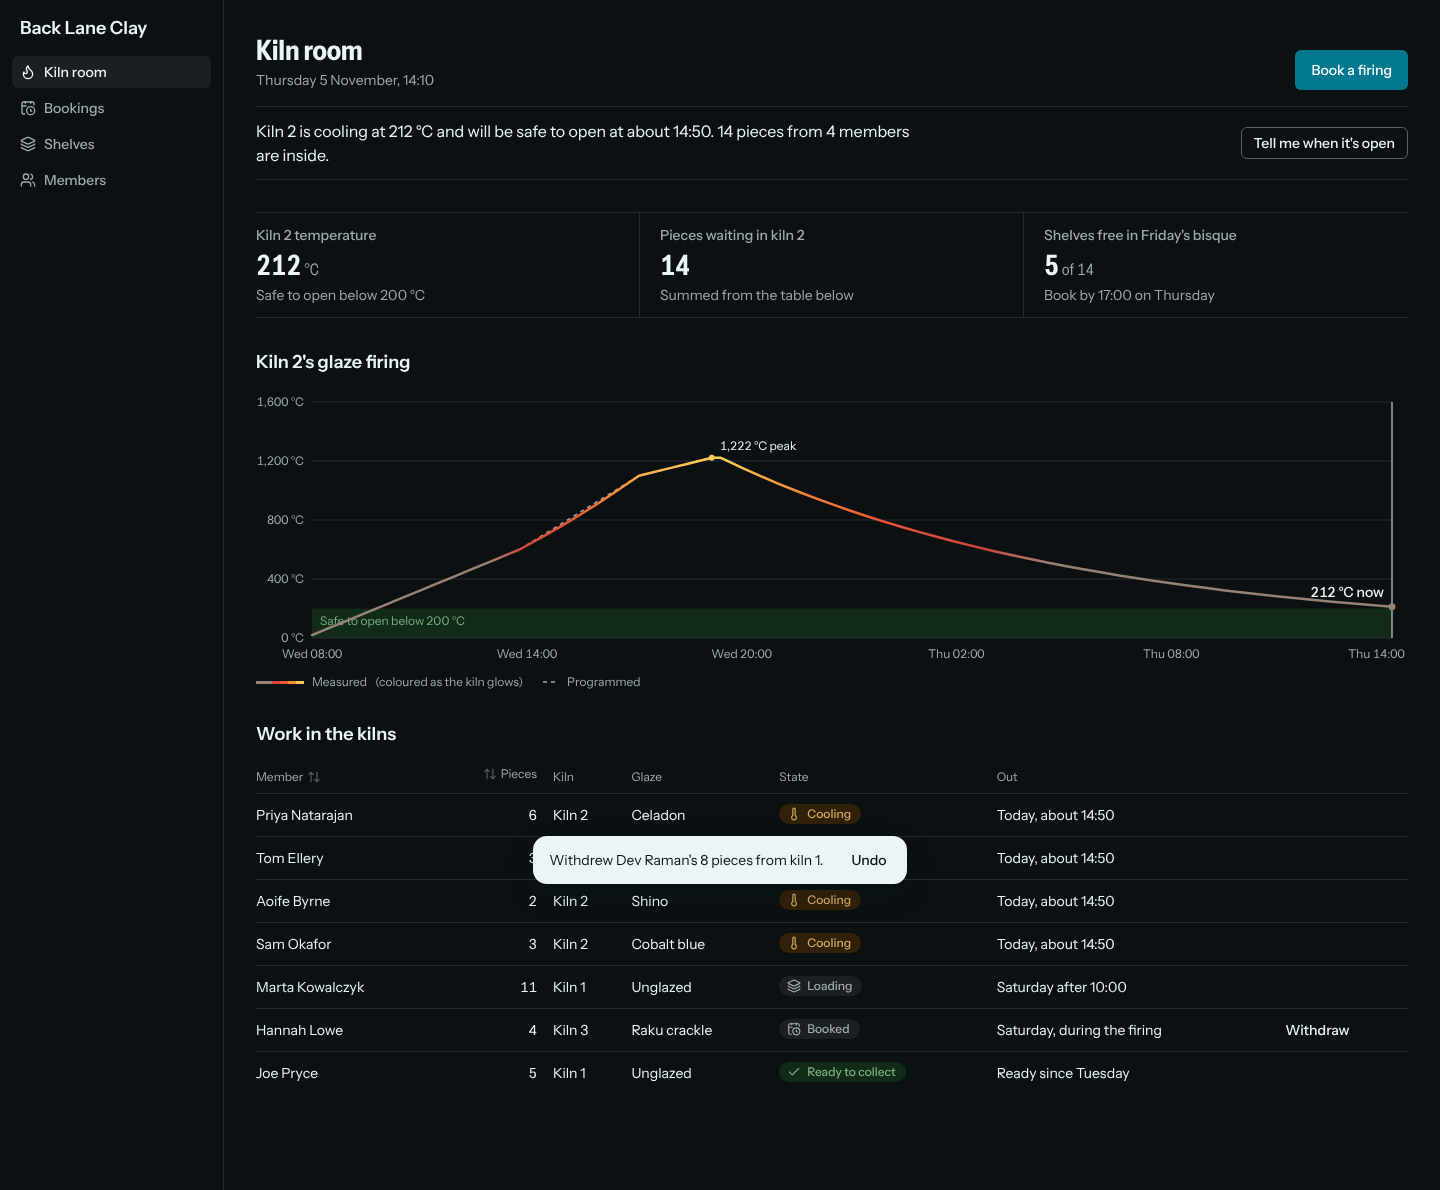 Back Lane Clay
Kiln room
Bookings
Shelves
Members
Kiln room
Thursday 5 November, 14:10
Book a firing
Kiln 2 is cooling at 212 °C and will be safe to open at about 14:50. 14 pieces from 4 members
are inside.
Tell me when it's open
Kiln 2 temperature
212 °C
Safe to open below 200 °C
Pieces waiting in kiln 2
14
Summed from the table below
Shelves free in Friday's bisque
5 of 14
Book by 17:00 on Thursday
Kiln 2's glaze firing
1,600 °C
1,200 °C
800 °C
400 °C
0 °C
1,222 °C peak
212 °C now
Safe to open below 200 °C
Wed 08:00 Wed 14:00 Wed 20:00 Thu 02:00 Thu 08:00 Thu 14:00
Measured (coloured as the kiln glows) Programmed
Work in the kilns
Member Pieces Kiln Glaze State Out
Priya Natarajan 6 Kiln 2 Celadon Cooling Today, about 14:50
Tom Ellery Today, about 14:50
Withdrew Dev Raman's 8 pieces from kiln 1. Undo
Aoife Byrne 2 Kiln 2 Shino Cooling Today, about 14:50
Sam Okafor 3 Kiln 2 Cobalt blue Cooling Today, about 14:50
Marta Kowalczyk 11 Kiln 1 Unglazed Loading Saturday after 10:00
Hannah Lowe 4 Kiln 3 Raku crackle Booked Saturday, during the firing Withdraw
Joe Pryce 5 Kiln 1 Unglazed Ready to collect Ready since Tuesday